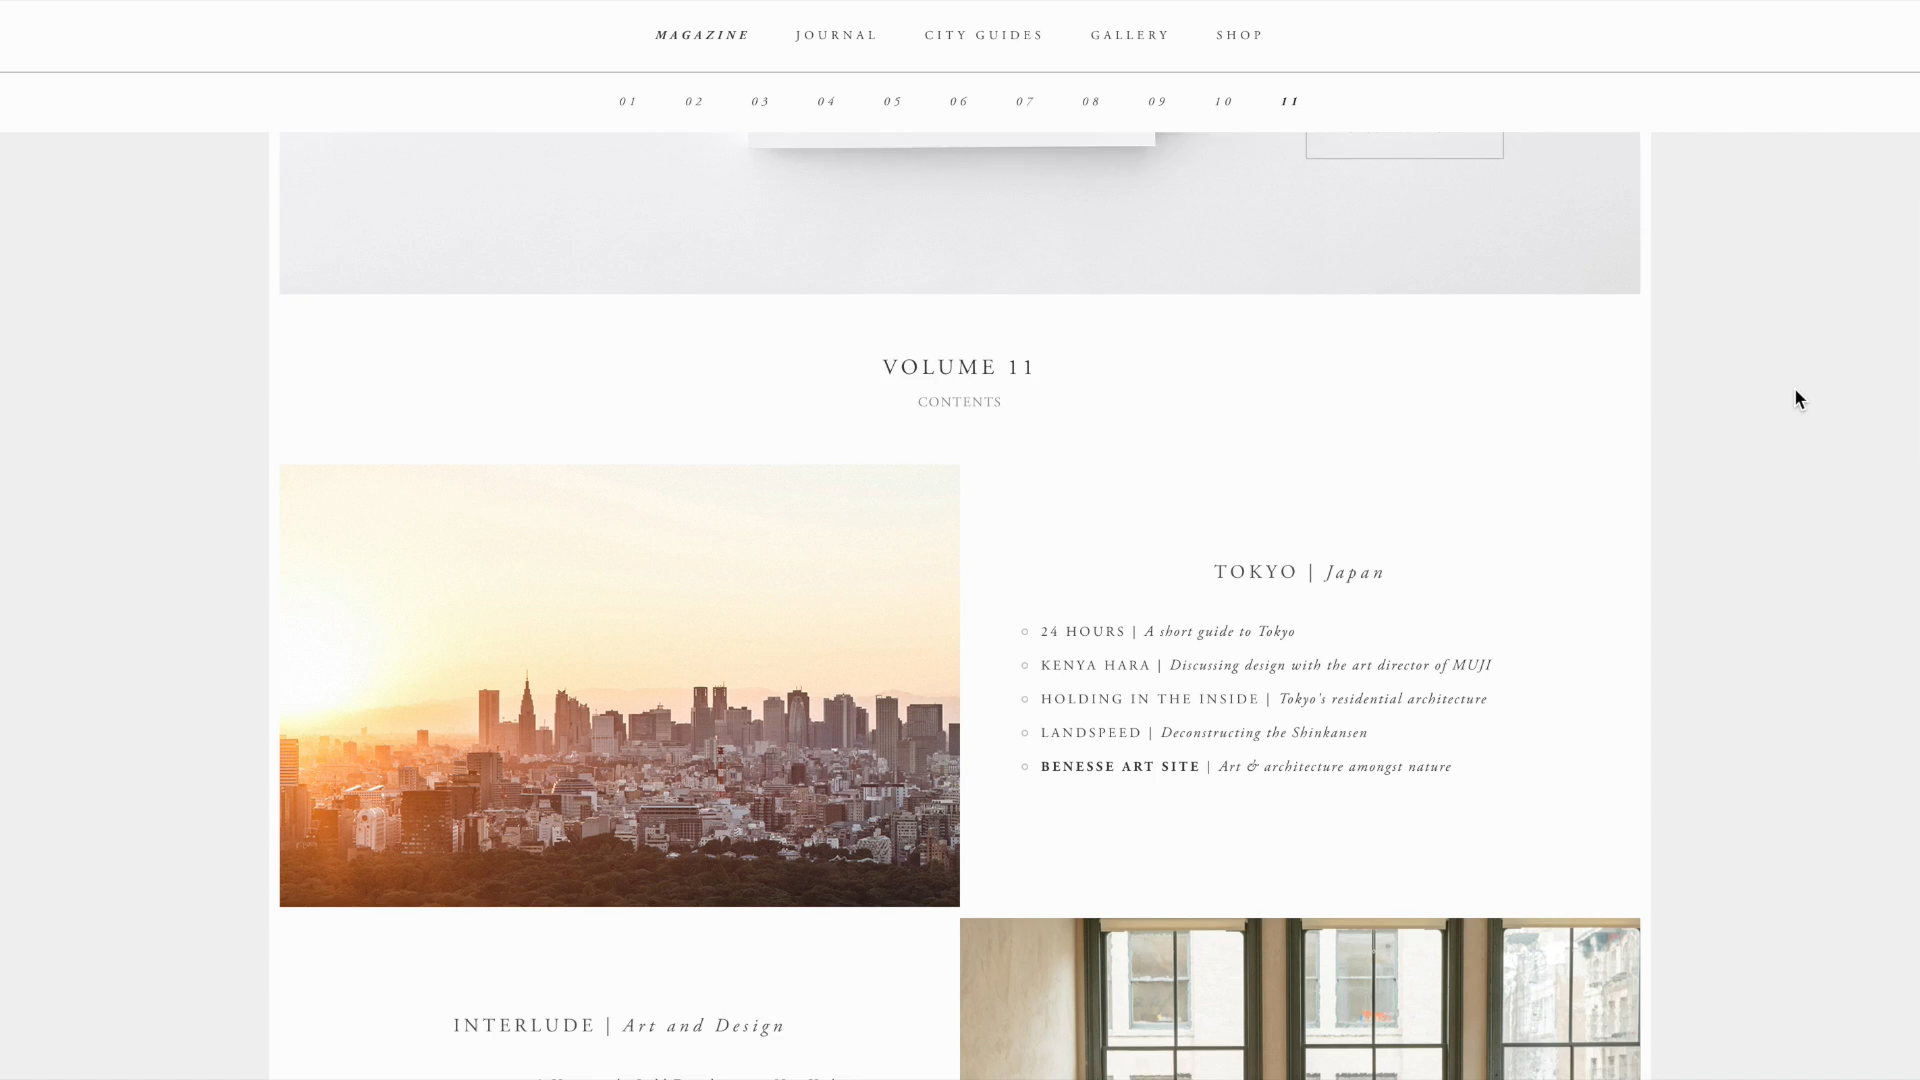 MAGAZINE JOURNAL CITY GUIDES GALLERY SHOP
01 02 03 04 05 06 07 08 09 10 11
VOLUME 11
CONTENTS
TOKYO | Japan
24 HOURS | A short guide to Tokyo
KENYA HARA | Discussing design with the art director of MUJI
HOLDING IN THE INSIDE | Tokyo's residential architecture
LANDSPEED | Deconstructing the Shinkansen
BENESSE ART SITE | Art & architecture amongst nature
INTERLUDE | Art and Design